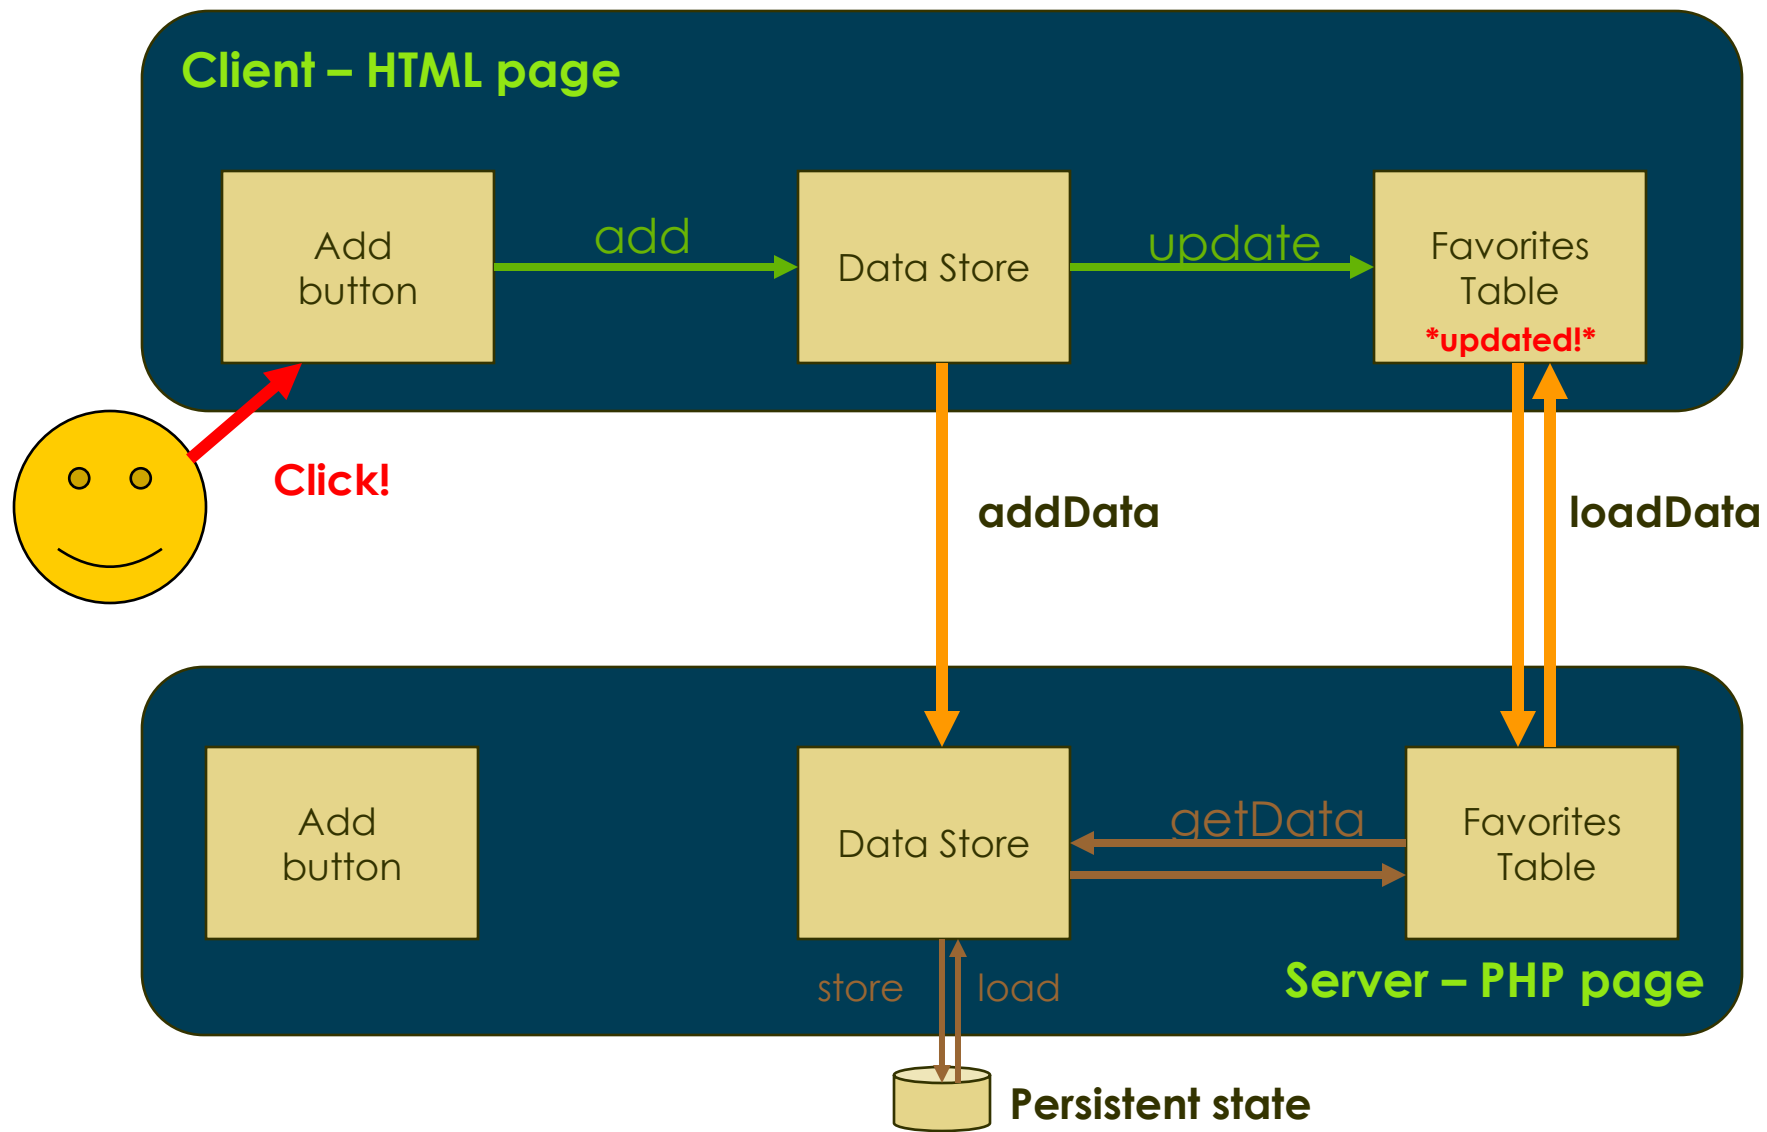 Client – HTML page
Add
button
add
Data Store
update
Favorites
Table
*updated!*
Click!
addData
loadData
Add
button
Data Store
getData
Favorites
Table
store
load
Server – PHP page
Persistent state